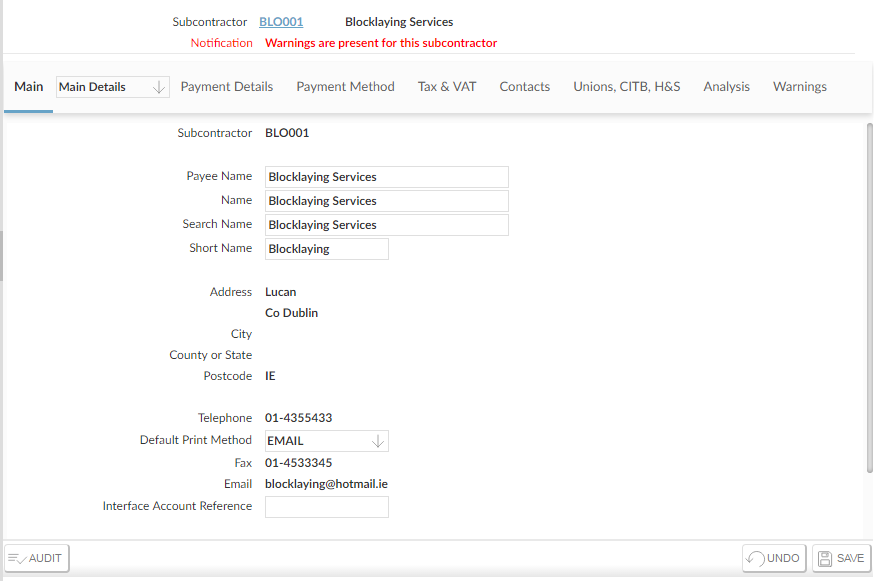 Subcontractor BLO001 Blocklaying Services
Notification Warnings are present for this subcontractor
Main Main Details Payment Details Payment Method Tax & VAT Contacts Unions, CITB, H&S Analysis Warnings
Subcontractor BLO001
Payee Name Blocklaying Services
Name Blocklaying Services
Search Name Blocklaying Services
Short Name Blocklaying
Address Lucan
Co Dublin
City
County or State
Postcode IE
Telephone 01-4355433
Default Print Method EMAIL
Fax 01-4533345
Email blocklaying@hotmail.ie
Interface Account Reference
AUDIT UNDO SAVE